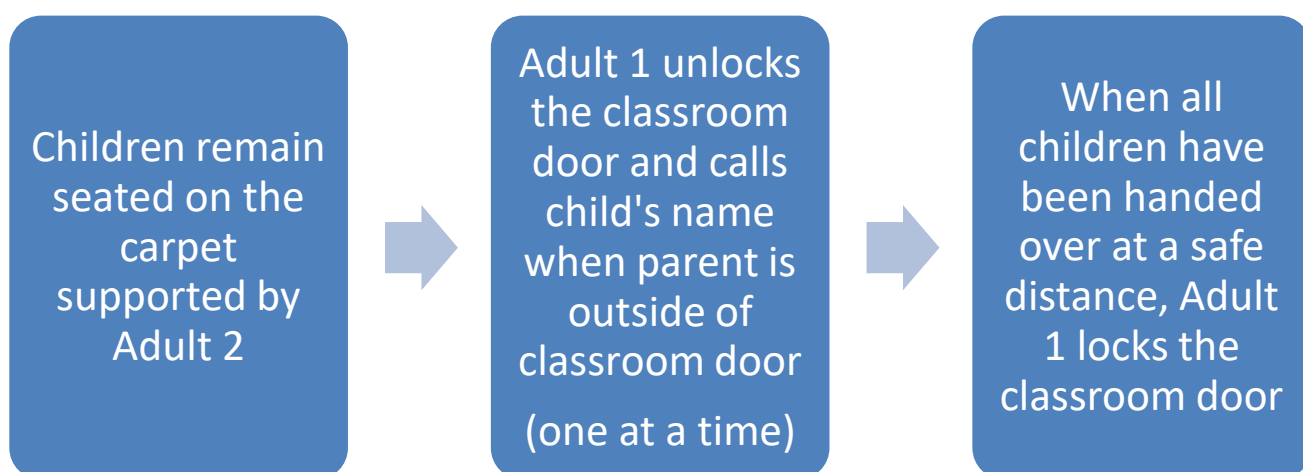 Children remain
seated on the
carpet
supported by
Adult 2
Adult 1 unlocks
the classroom
door and calls
child's name
when parent is
outside of
classroom door
(one at a time)
When all
children have
been handed
over at a safe
distance, Adult
1 locks the
classroom door